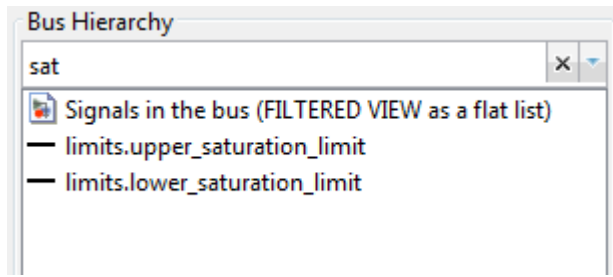 Bus Hierarchy
sat
Signals in the bus (FILTERED VIEW as a flat list)
limits.upper_saturation_limit
limits.lower_saturation_limit